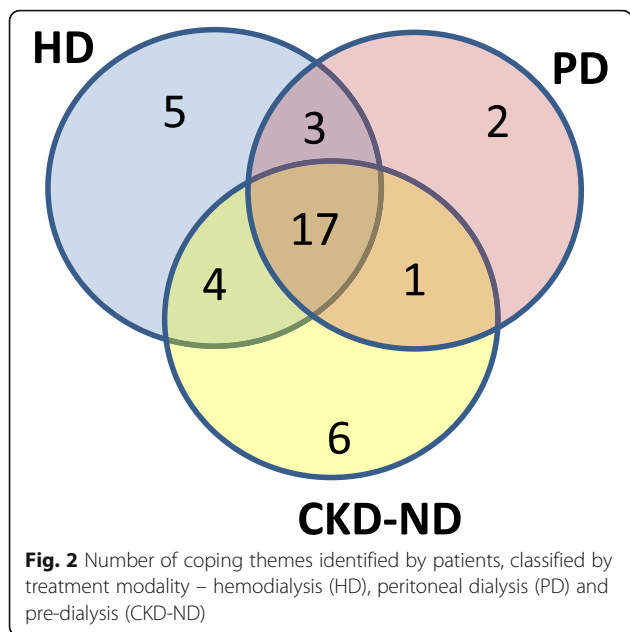 HD
PD
5
3
2
17
4
1
6
CKD-ND
Fig. 2 Number of coping themes identified by patients, classified by
treatment modality – hemodialysis (HD), peritoneal dialysis (PD) and
pre-dialysis (CKD-ND)